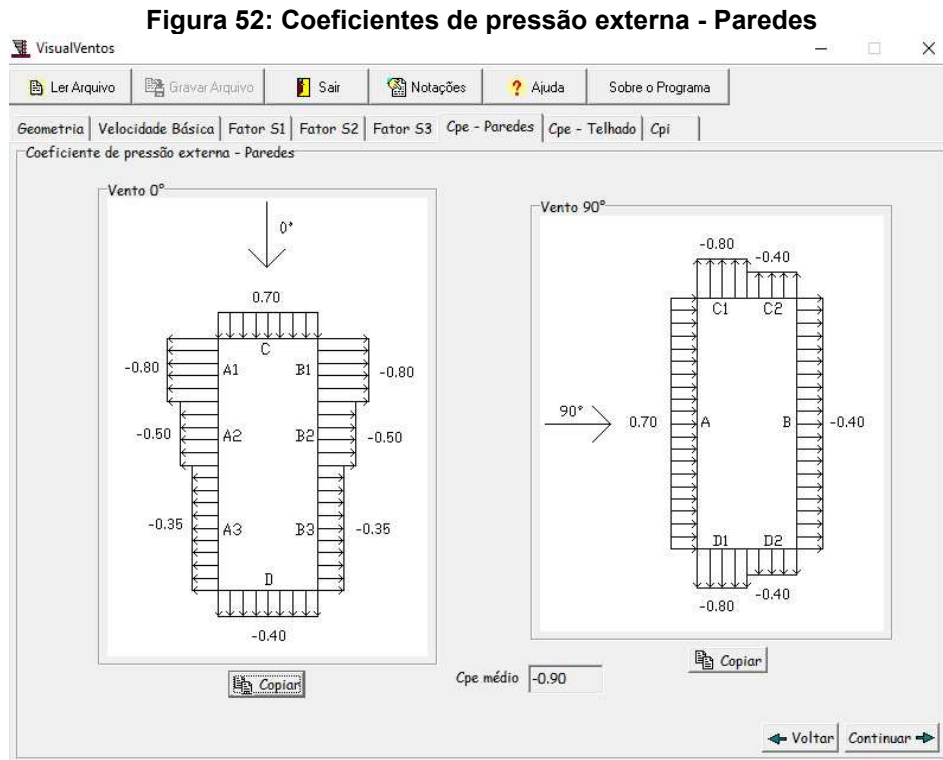 Figura 52: Coeficientes de pressão externa - Paredes
VisualVentos
Ler Arquivo Gravar Arquivo Sair Notações Ajuda Sobre o Programa
Geometria Velocidade Básica Fator S1 Fator S2 Fator S3 Cpe - Paredes Cpe - Telhado Cpi
Coeficiente de pressão externa - Paredes
Vento 0°
0°
0.70
C
-0.80 A1 B1 -0.80
-0.50 A2 B2 -0.50
-0.35 A3 B3 -0.35
D
-0.40
Copiar
Vento 90°
-0.80
-0.40
C1 C2
90° 0.70 A B -0.40
D1 D2
-0.80
-0.40
Copiar
Cpe médio -0.90
Voltar Continuar